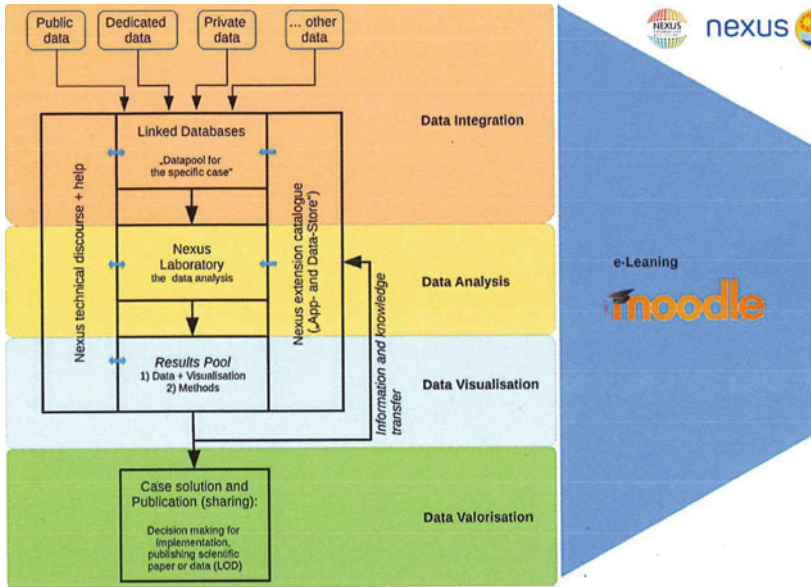 Public
data
Dedicated
data
Private
data
... other
data
NEXUS
nexus
Linked Databases
„Datapool for
the specific case"
Data Integration
Nexus technical discourse + help
Nexus extension catalogue
(„App- and Data-Store")
Nexus
Laboratory
the data analysis
Data Analysis
e-Leaning
moodle
Information and knowledge
transfer
Results Pool
1) Data + Visualisation
2) Methods
Data Visualisation
Case solution and
Publication (sharing):
Decision making for
implementation,
publishing scientific
paper or data (LOD)
Data Valorisation